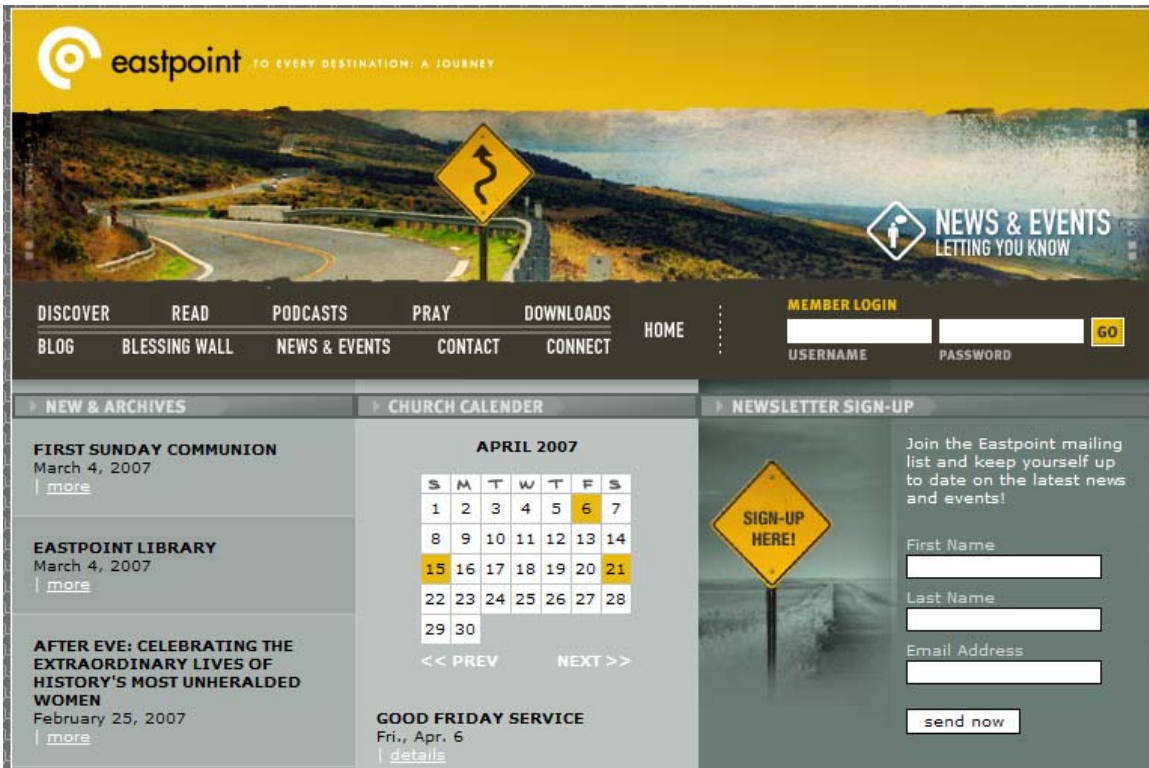 eastpoint TO EVERY DESTINATION: A JOURNEY
NEWS & EVENTS
LETTING YOU KNOW
DISCOVER READ PODCASTS PRAY DOWNLOADS
BLOG BLESSING WALL NEWS & EVENTS CONTACT CONNECT
HOME
MEMBER LOGIN
GO
USERNAME PASSWORD
NEW & ARCHIVES
FIRST SUNDAY COMMUNION
March 4, 2007
| more
EASTPOINT LIBRARY
March 4, 2007
| more
AFTER EVE: CELEBRATING THE
EXTRAORDINARY LIVES OF
HISTORY'S MOST UNHERALDED
WOMEN
February 25, 2007
| more
CHURCH CALENDER
APRIL 2007
S M T W T F S
1 2 3 4 5 6 7
8 9 10 11 12 13 14
15 16 17 18 19 20 21
22 23 24 25 26 27 28
29 30
<< PREV NEXT >>
GOOD FRIDAY SERVICE
Fri., Apr. 6
| details
NEWSLETTER SIGN-UP
SIGN-UP
HERE!
Join the Eastpoint mailing
list and keep yourself up
to date on the latest news
and events!
First Name
Last Name
Email Address
send now